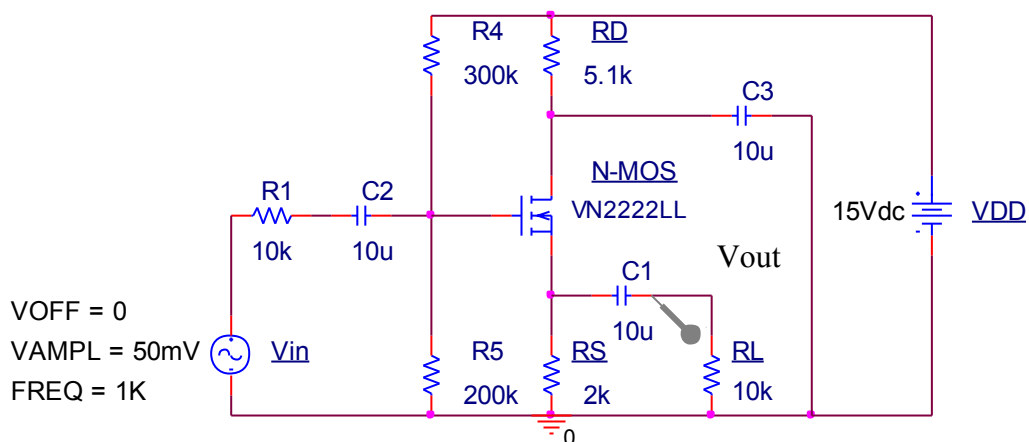 R4
300k
RD
5.1k
C3
10u
N-MOS
VN2222LL
R1
10k
C2
10u
15Vdc
VDD
Vout
C1
10u
VOFF = 0
VAMPL = 50mV
FREQ = 1K
Vin
R5
200k
RS
2k
RL
10k
0